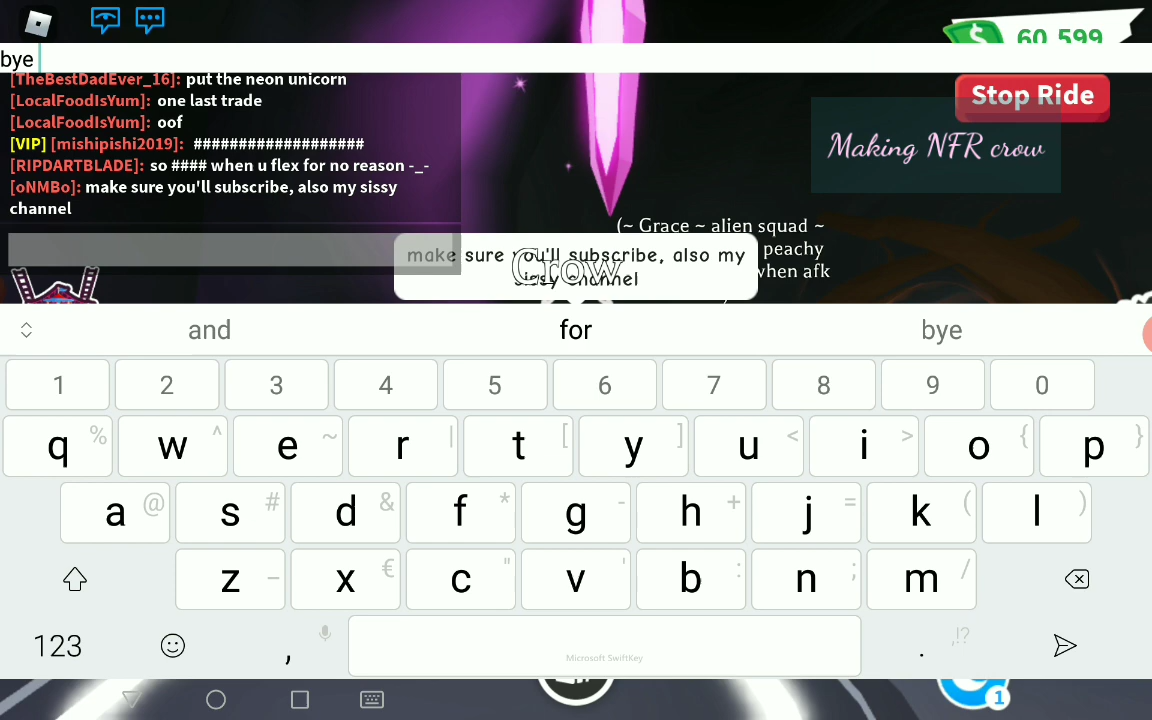 60,599
bye
[TheBestDadEver_16]: put the neon unicorn
Stop Ride
[LocalFoodIsYum]: one last trade
[LocalFoodIsYum]: oof
[VIP] [mishipishi2019]: ###################
Making NFR crow
[RIPDARTBLADE]: so #### when u flex for no reason -_-
[oNMBo]: make sure you'll subscribe, also my sissy
channel
(~ Grace ~ alien squad ~
peachy
when afk
make sure you'll subscribe, also my
sissy channel
Crow
and for bye
1 2 3 4 5 6 7 8 9 0
q % w ^ e ~ r | t [ y ] u < i > o { p }
a @ s # d & f * g - h + j = k ( l )
z _ x € c " v ' b : n ; m /
123 , . ,!?
Microsoft SwiftKey
1